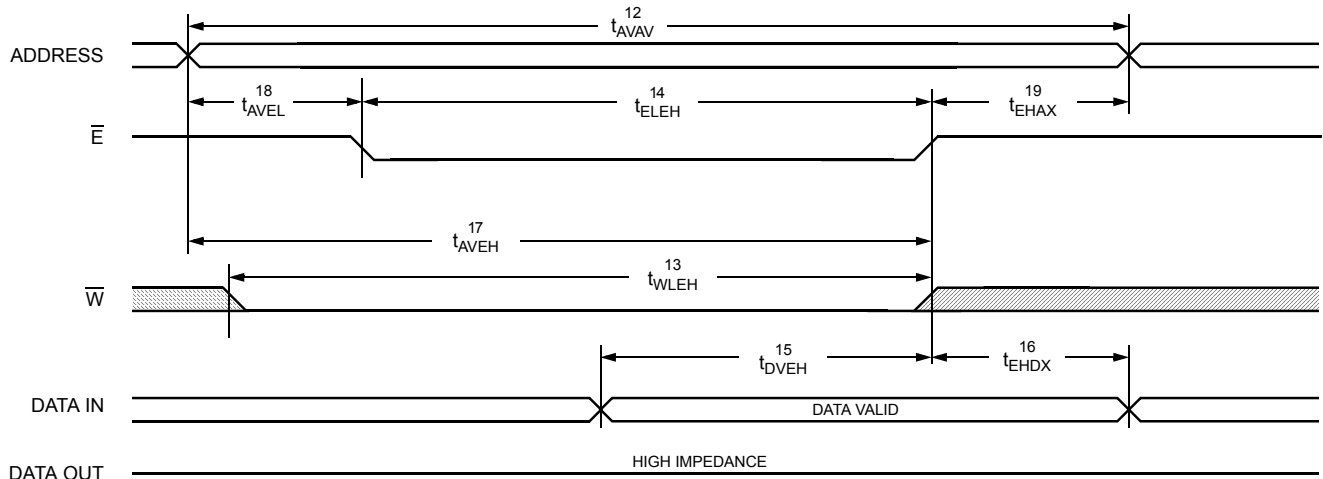 12
tAVAV
ADDRESS
18
tAVEL
14
tELEH
19
tEHAX
E̅
17
tAVEH
13
tWLEH
W̅
15
tDVEH
16
tEHDX
DATA IN
DATA VALID
HIGH IMPEDANCE
DATA OUT